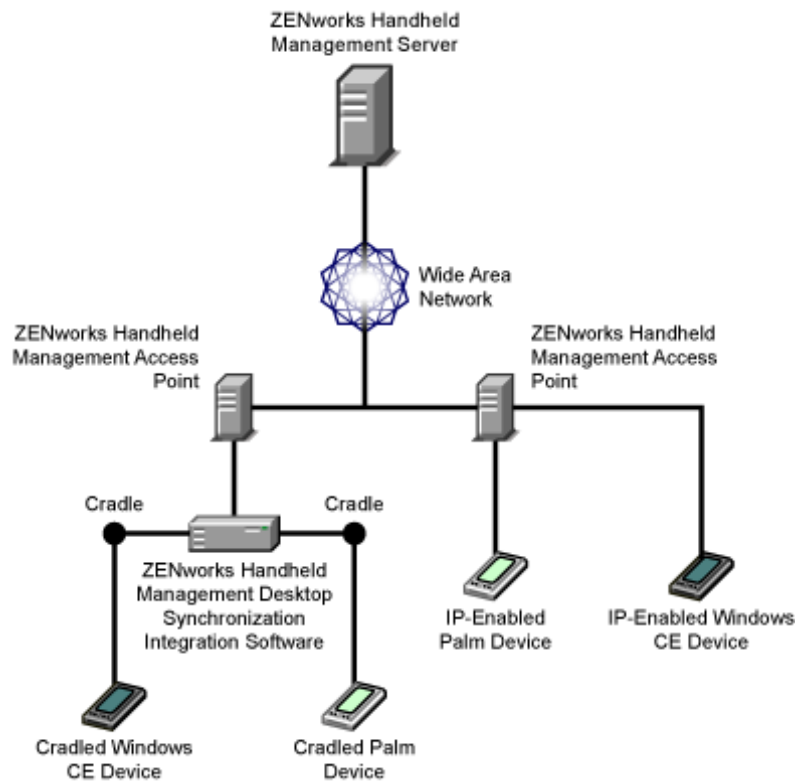 ZENworks Handheld
Management Server
Wide Area
Network
ZENworks Handheld
Management Access
Point
ZENworks Handheld
Management Access
Point
Cradle
Cradle
ZENworks Handheld
Management Desktop
Synchronization
Integration Software
IP-Enabled
Palm Device
IP-Enabled Windows
CE Device
Cradled Windows
CE Device
Cradled Palm
Device